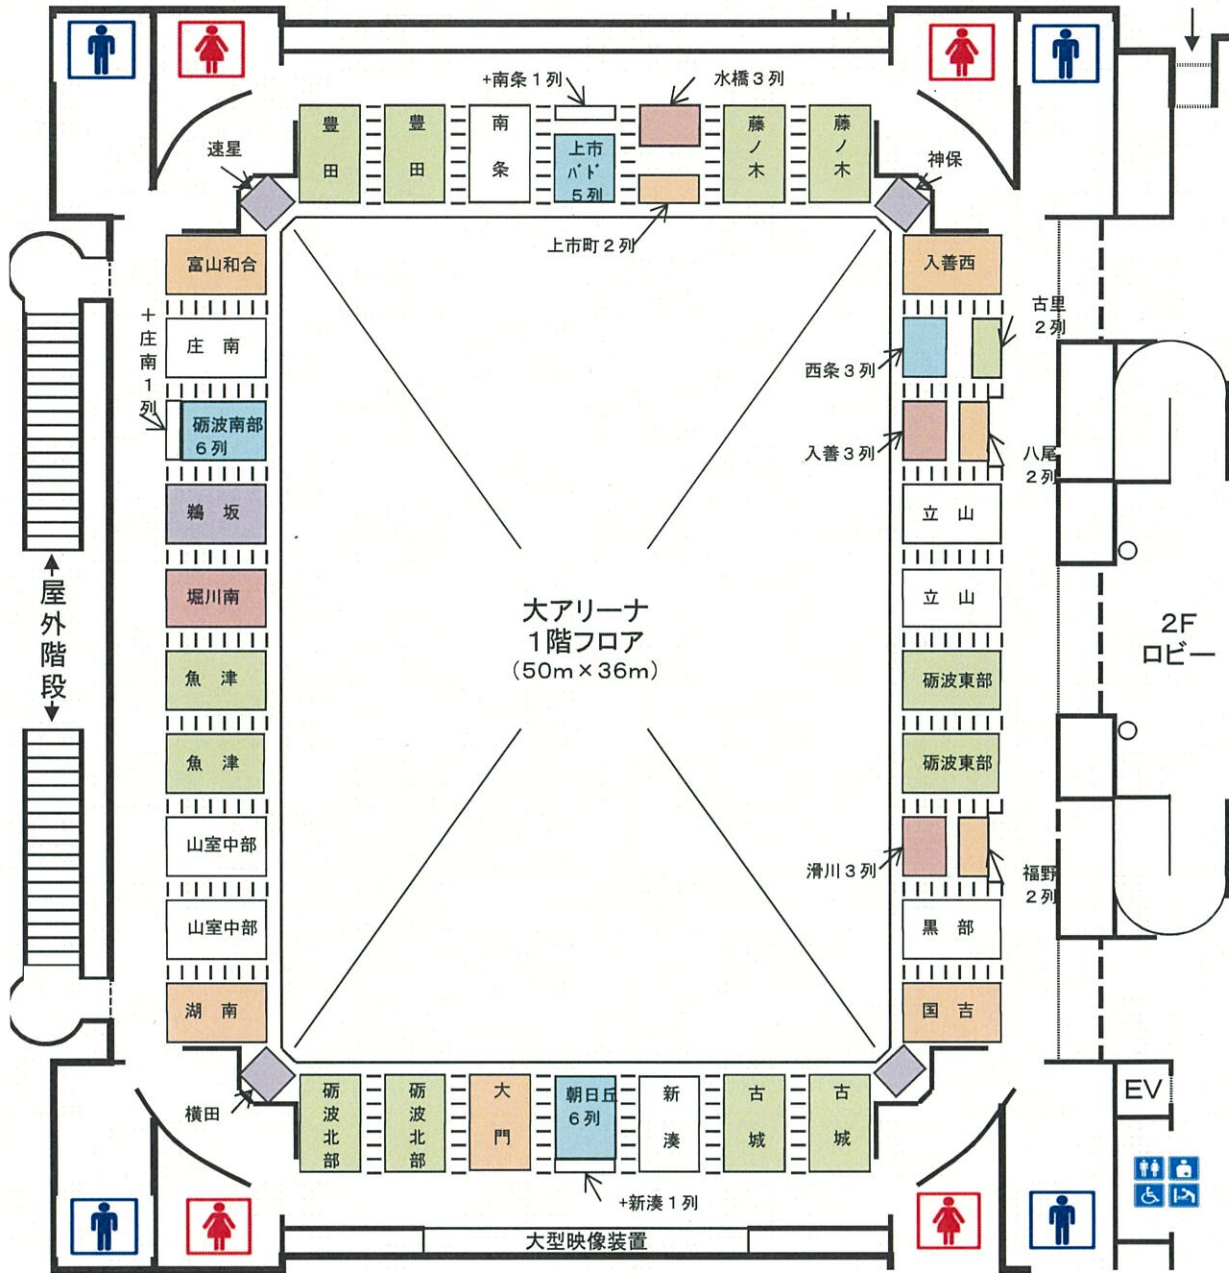 +南条1列
水橋3列
豊田
豊田
南条
上市
バド
5列
藤ノ木
藤ノ木
速星
神保
上市町2列
富山和合
入善西
+庄南1列
庄南
西条3列
古里
2列
砺波南部
6列
入善3列
八尾
2列
鵜坂
立山
堀川南
立山
屋外階段
大アリーナ
1階フロア
(50m×36m)
2F
ロビー
魚津
砺波東部
魚津
砺波東部
山室中部
滑川3列
福野
2列
山室中部
黒部
湖南
国吉
横田
砺波北部
砺波北部
大門
朝日丘
6列
新湊
古城
古城
EV
+新湊1列
大型映像装置